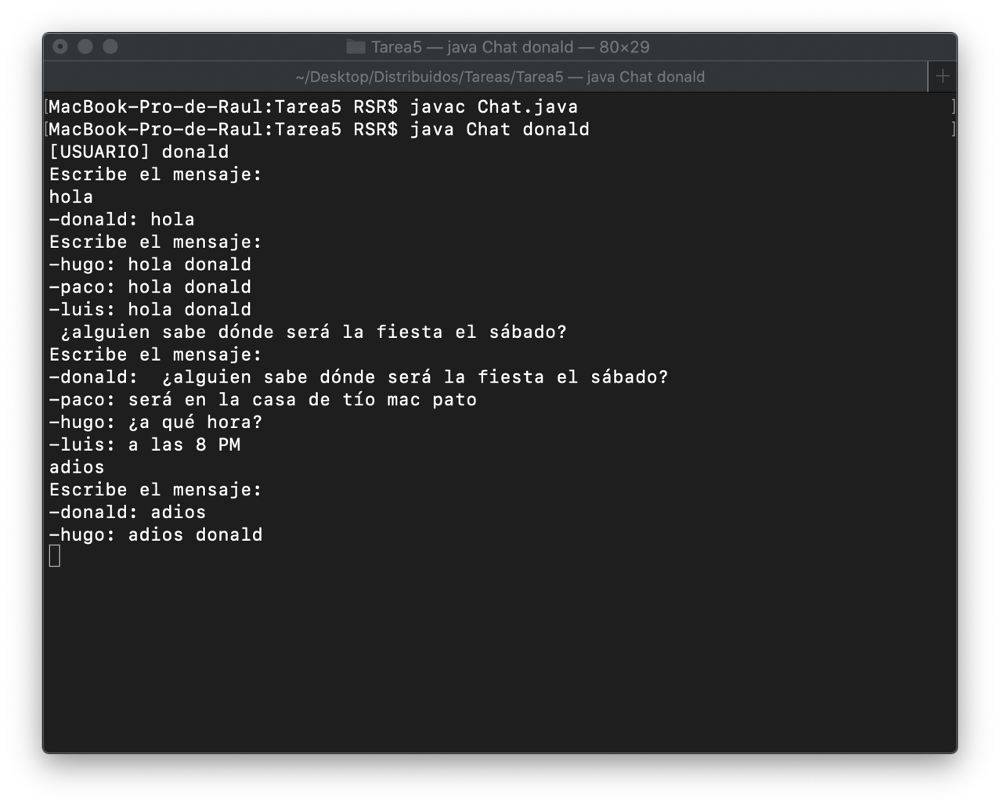 Tarea5 — java Chat donald — 80×29
~/Desktop/Distribuidos/Tareas/Tarea5 — java Chat donald
[MacBook-Pro-de-Raul:Tarea5 RSR$ javac Chat.java ]
[MacBook-Pro-de-Raul:Tarea5 RSR$ java Chat donald ]
[USUARIO] donald
Escribe el mensaje:
hola
-donald: hola
Escribe el mensaje:
-hugo: hola donald
-paco: hola donald
-luis: hola donald
 ¿alguien sabe dónde será la fiesta el sábado?
Escribe el mensaje:
-donald:  ¿alguien sabe dónde será la fiesta el sábado?
-paco: será en la casa de tío mac pato
-hugo: ¿a qué hora?
-luis: a las 8 PM
adios
Escribe el mensaje:
-donald: adios
-hugo: adios donald